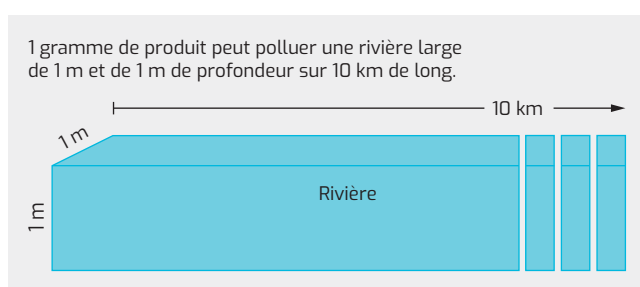 1 gramme de produit peut polluer une rivière large
de 1 m et de 1 m de profondeur sur 10 km de long.
10 km
1 m
Rivière
1 m